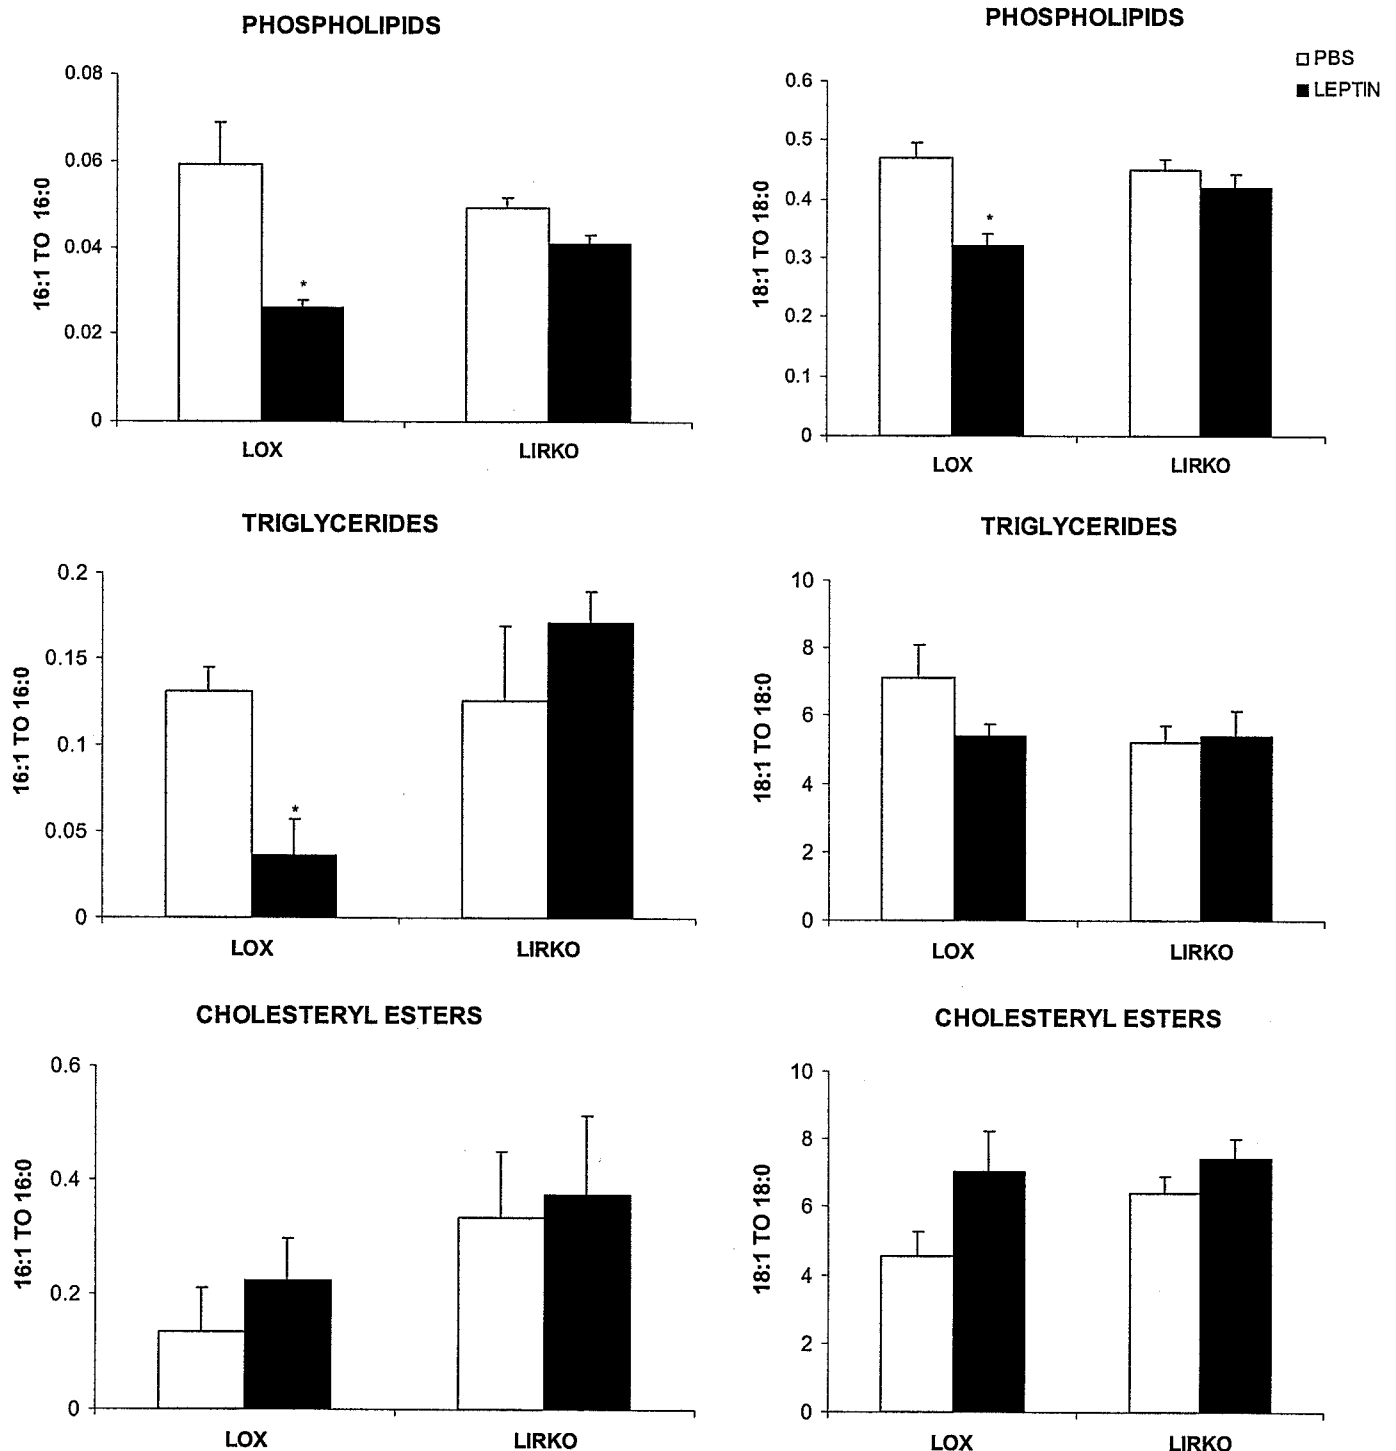 PHOSPHOLIPIDS
0.08
0.06
0.04
0.02
0
16:1 TO 16:0
*
LOX
LIRKO
PHOSPHOLIPIDS
PBS
LEPTIN
0.6
0.5
0.4
0.3
0.2
0.1
0
18:1 TO 18:0
*
LOX
LIRKO
TRIGLYCERIDES
0.2
0.15
0.1
0.05
0
16:1 TO 16:0
*
LOX
LIRKO
TRIGLYCERIDES
10
8
6
4
2
0
18:1 TO 18:0
LOX
LIRKO
CHOLESTERYL ESTERS
0.6
0.4
0.2
0
16:1 TO 16:0
LOX
LIRKO
CHOLESTERYL ESTERS
10
8
6
4
2
0
18:1 TO 18:0
LOX
LIRKO